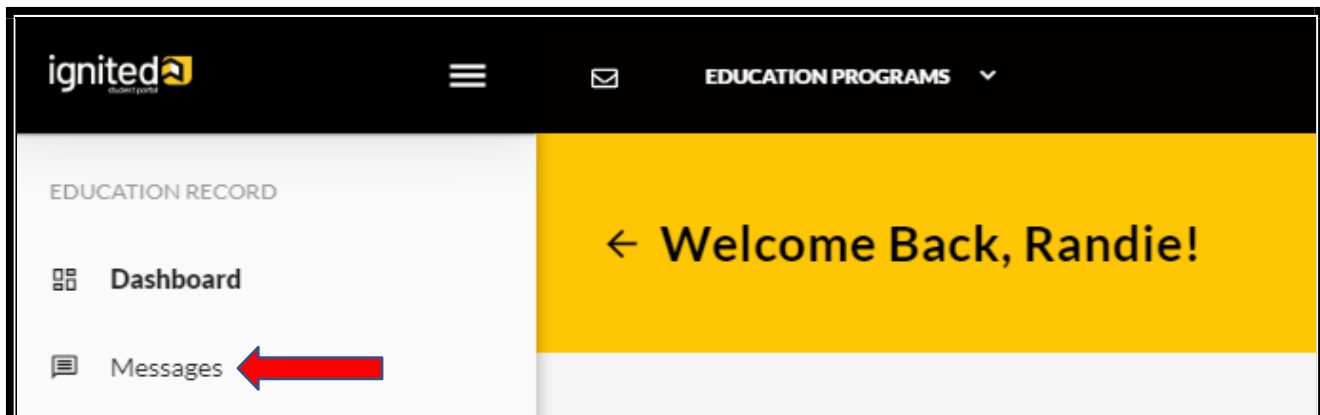 ignited
student portal
EDUCATION PROGRAMS
EDUCATION RECORD
Dashboard
Messages
Welcome Back, Randie!